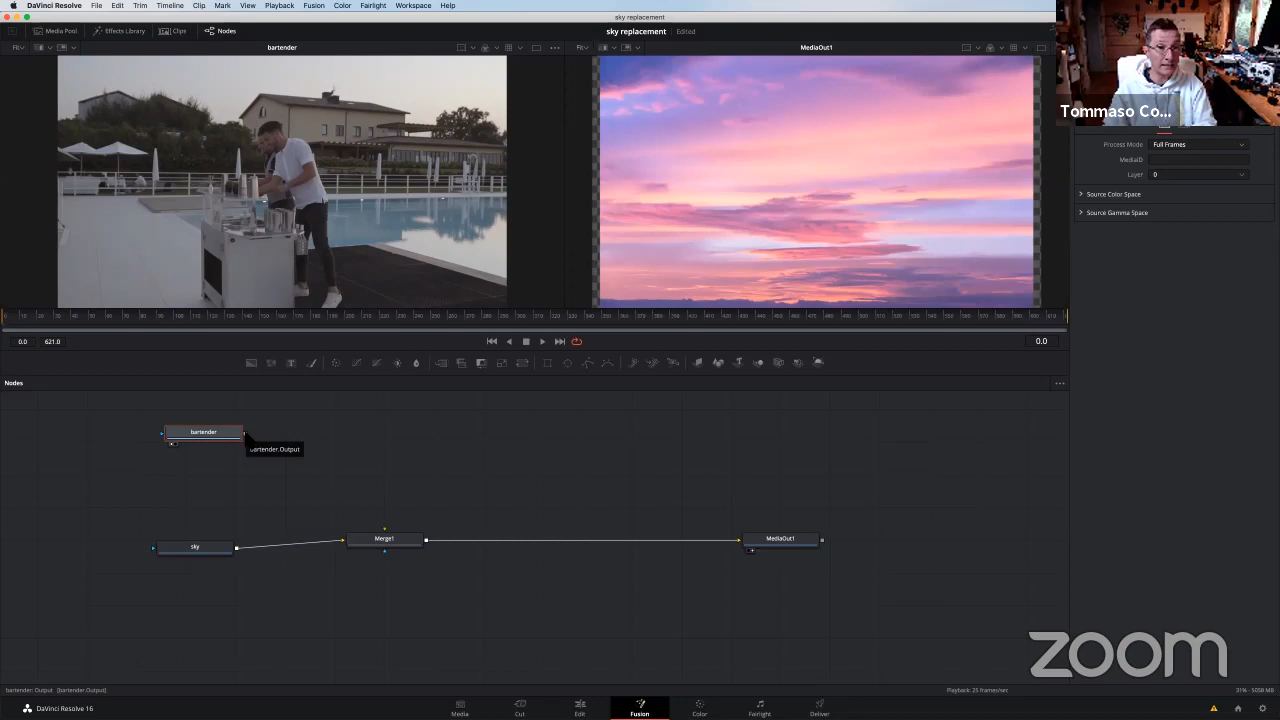 DaVinci Resolve File Edit Trim Timeline Clip Mark View Playback Fusion Color Fairlight Workspace Help
sky replacement
Media Pool Effects Library Clips Nodes sky replacement Edited
Fit bartender Fit MediaOut1
Tommaso Co...
Process Mode Full Frames
MediaID
Layer 0
Source Color Space
Source Gamma Space
0.0 621.0 0.0
Nodes
bartender
bartender.Output
sky Merge1 MediaOut1
zoom
bartender: Output [bartender.Output] Playback: 25 frames/sec 31% - 5058 MB
DaVinci Resolve 16 Media Cut Edit Fusion Color Fairlight Deliver